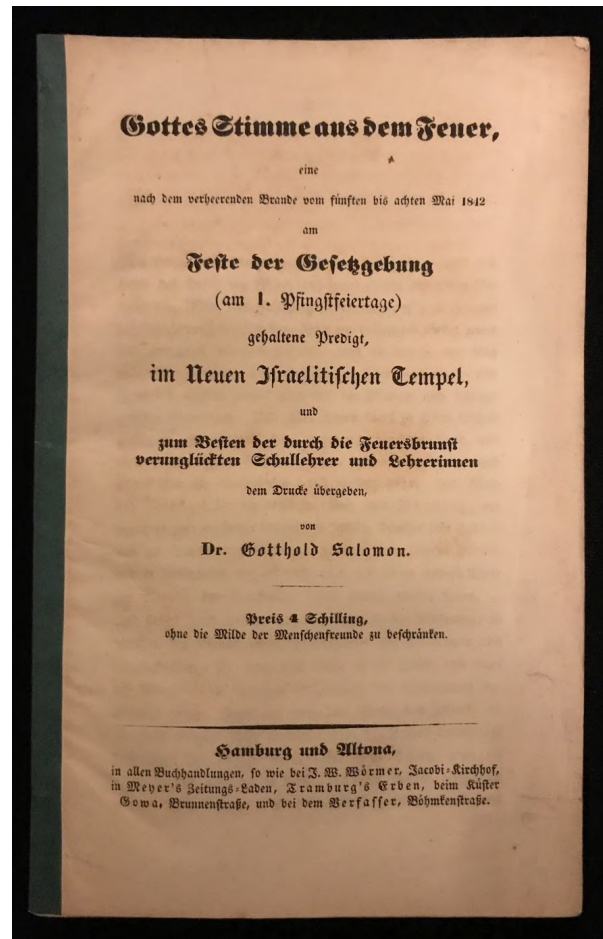 Gottes Stimme aus dem Feuer,
eine
nach dem verheerenden Brande vom fünften bis achten Mai 1842
am
Feste der Gesetzgebung
(am 1. Pfingstfeiertage)
gehaltene Predigt,
im Neuen Israelitischen Tempel,
und
zum Besten der durch die Feuersbrunst
verunglückten Schullehrer und Lehrerinnen
dem Drucke übergeben,
von
Dr. Gotthold Salomon.
Preis 4 Schilling,
ohne die Milde der Menschenfreunde zu beschränken.
Hamburg und Altona,
in allen Buchhandlungen, so wie bei J. W. Wörmer, Jacobi-Kirchhof,
in Meyer's Zeitungs-Laden, Tramburg's Erben, beim Küster
Gowa, Brunnenstraße, und bei dem Verfasser, Böhmkenstraße.